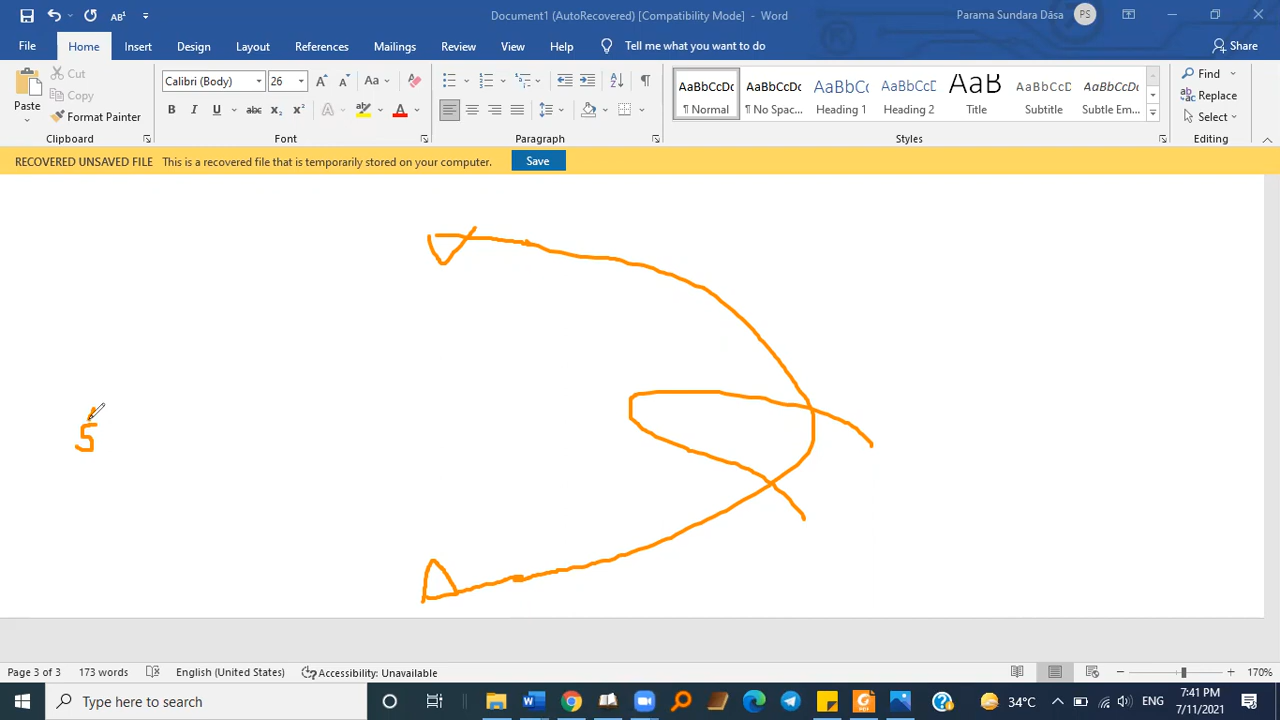 Document1 (AutoRecovered) [Compatibility Mode] - Word
Parama Sundara Dāsa PS
File Home Insert Design Layout References Mailings Review View Help Tell me what you want to do Share
Paste
Cut
Copy
Format Painter
Clipboard
Calibri (Body) 26
Font
Paragraph
AaBbCcDc AaBbCcDc AaBbCcD AaBbCcD AaB AaBbCcD AaBbCcDc
¶ Normal ¶ No Spac... Heading 1 Heading 2 Title Subtitle Subtle Em...
Styles
Find
Replace
Select
Editing
RECOVERED UNSAVED FILE This is a recovered file that is temporarily stored on your computer. Save
5
Page 3 of 3 173 words English (United States) Accessibility: Unavailable 170%
Type here to search
34°C ENG
7:41 PM
7/11/2021